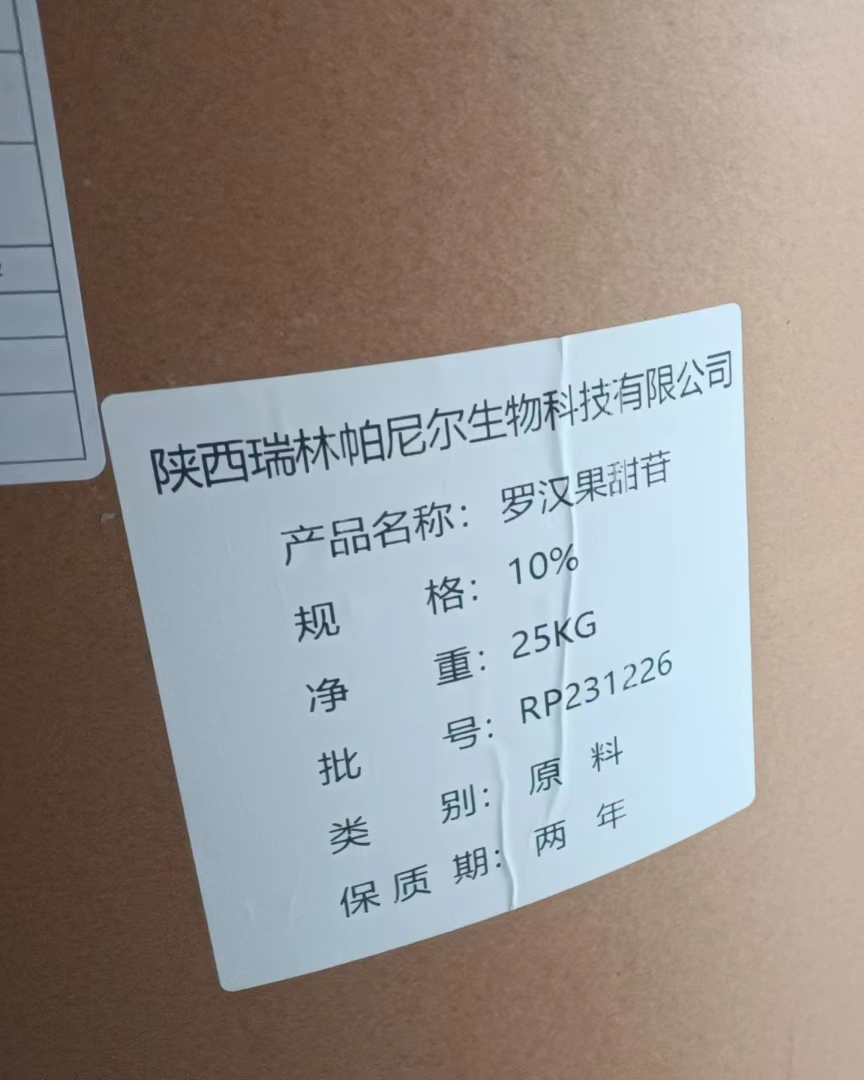 陕西瑞林帕尼尔生物科技有限公司
产品名称：罗汉果甜苷
规格：10%
净重：25KG
批号：RP231226
类别：原料
保质期：两年